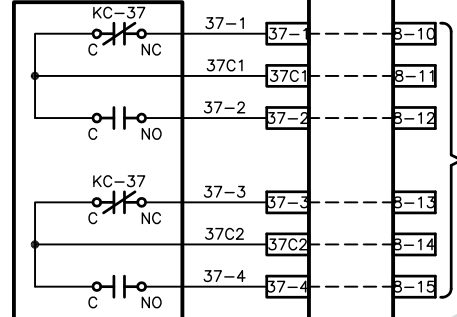 KC-37
C NC
37-1 37-1 8-10
37C1 37C1 8-11
37-2 37-2 8-12
C NO
KC-37
C NC
37-3 37-3 8-13
37C2 37C2 8-14
37-4 37-4 8-15
C NO